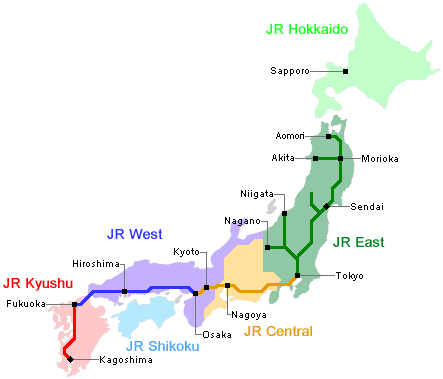 JR Hokkaido
Sapporo
Aomori
Akita
Morioka
Niigata
Sendai
Nagano
JR West
JR East
Kyoto
Hiroshima
Tokyo
JR Kyushu
Fukuoka
Nagoya
JR Central
Osaka
JR Shikoku
Kagoshima